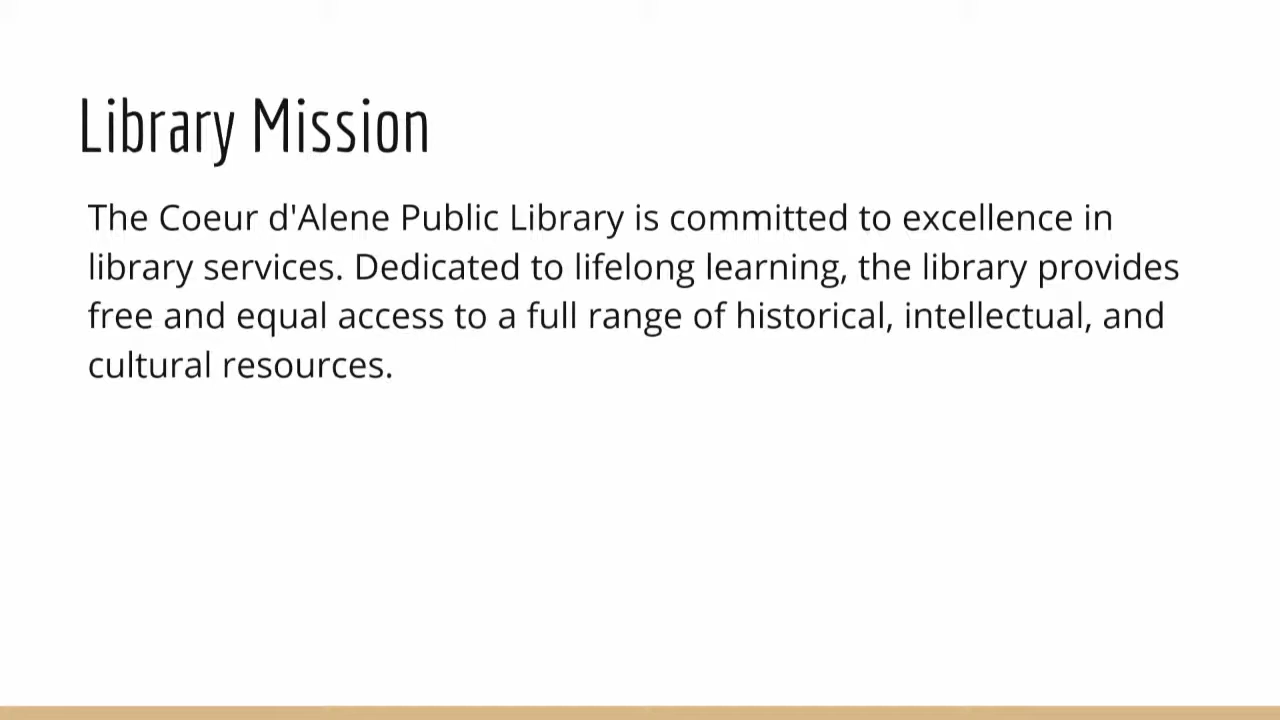 Library Mission
The Coeur d'Alene Public Library is committed to excellence in
library services. Dedicated to lifelong learning, the library provides
free and equal access to a full range of historical, intellectual, and
cultural resources.